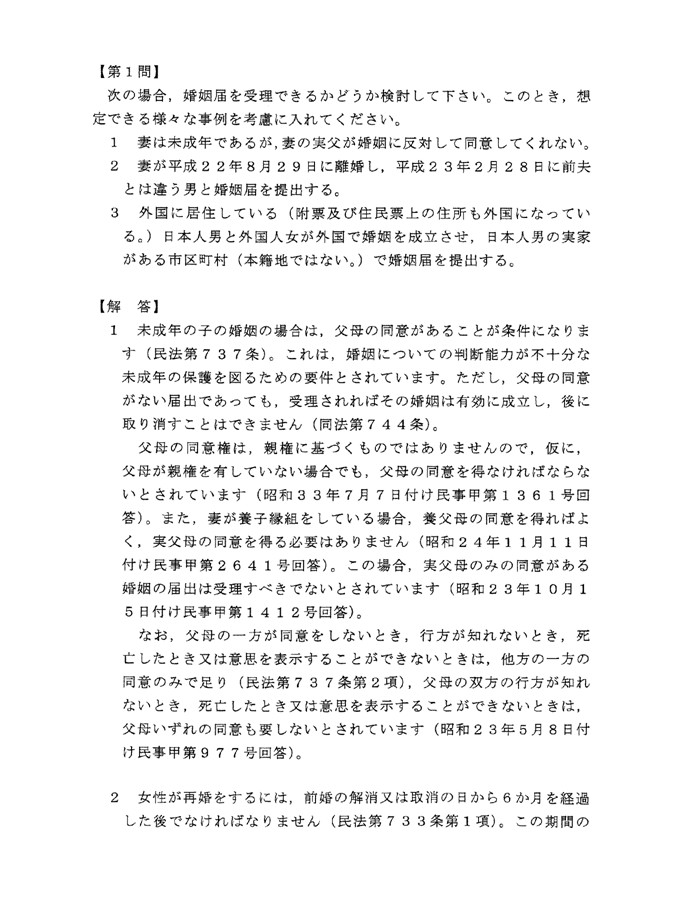 【第１問】
次の場合，婚姻届を受理できるかどうか検討して下さい。このとき，想
定できる様々な事例を考慮に入れてください。
１　妻は未成年であるが，妻の実父が婚姻に反対して同意してくれない。
２　妻が平成２２年８月２９日に離婚し，平成２３年２月２８日に前夫
とは違う男と婚姻届を提出する。
３　外国に居住している（附票及び住民票上の住所も外国になってい
る。）日本人男と外国人女が外国で婚姻を成立させ，日本人男の実家
がある市区町村（本籍地ではない。）で婚姻届を提出する。
【解　答】
１　未成年の子の婚姻の場合は，父母の同意があることが条件になりま
す（民法第７３７条）。これは，婚姻についての判断能力が不十分な
未成年の保護を図るための要件とされています。ただし，父母の同意
がない届出であっても，受理されればその婚姻は有効に成立し，後に
取り消すことはできません（同法第７４４条）。
父母の同意権は，親権に基づくものではありませんので，仮に，
父母が親権を有していない場合でも，父母の同意を得なければならな
いとされています（昭和３３年７月７日付け民事甲第１３６１号回
答）。また，妻が養子縁組をしている場合，養父母の同意を得ればよ
く，実父母の同意を得る必要はありません（昭和２４年１１月１１日
付け民事甲第２６４１号回答）。この場合，実父母のみの同意がある
婚姻の届出は受理すべきでないとされています（昭和２３年１０月１
５日付け民事甲第１４１２号回答）。
なお，父母の一方が同意をしないとき，行方が知れないとき，死
亡したとき又は意思を表示することができないときは，他方の一方の
同意のみで足り（民法第７３７条第２項），父母の双方の行方が知れ
ないとき，死亡したとき又は意思を表示することができないときは，
父母いずれの同意も要しないとされています（昭和２３年５月８日付
け民事甲第９７７号回答）。
２　女性が再婚をするには，前婚の解消又は取消の日から６か月を経過
した後でなければなりません（民法第７３３条第１項）。この期間の